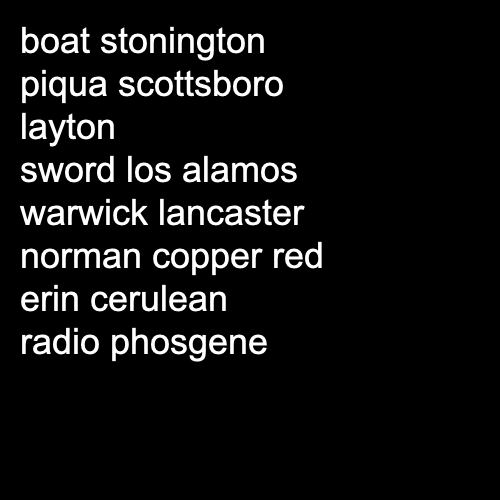 boat stonington
piqua scottsboro
layton
sword los alamos
warwick lancaster
norman copper red
erin cerulean
radio phosgene